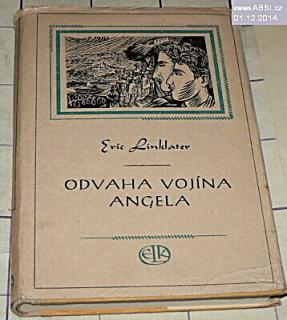 www.ABSI.cz
01.12.2014
Eric Linklater
ODVAHA VOJÍNA
ANGELA
ELK